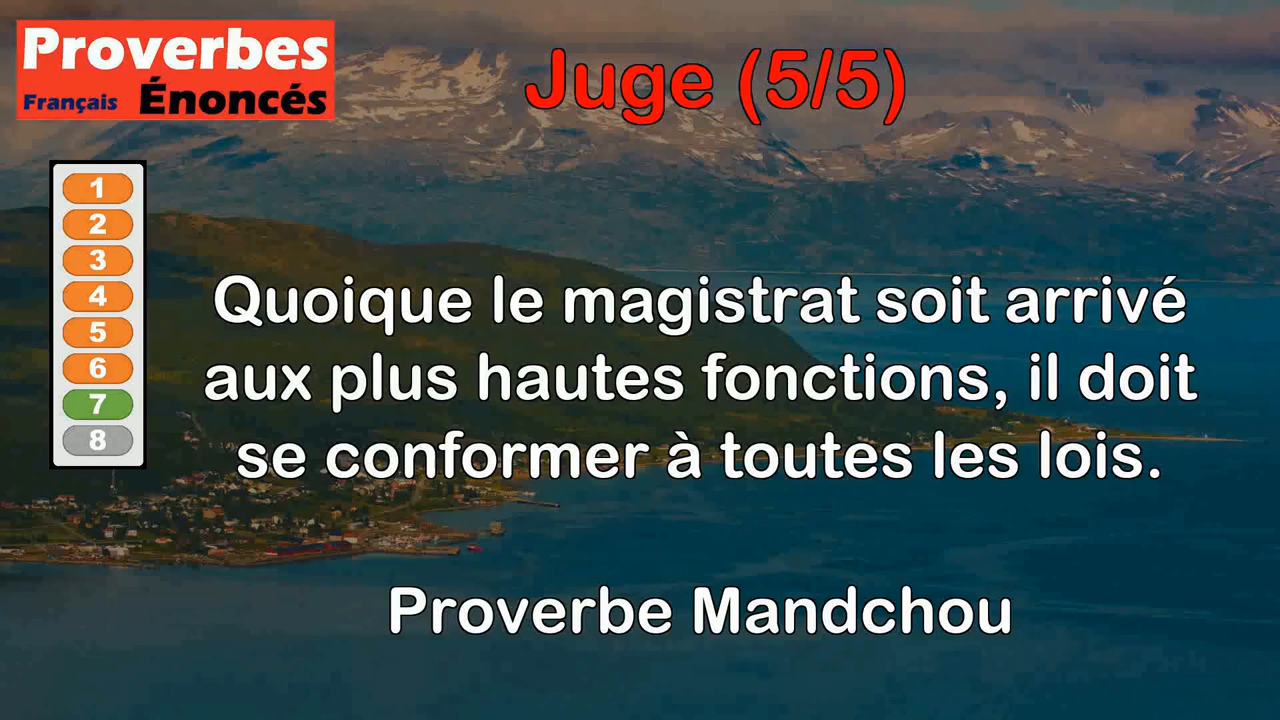 Proverbes
Français Énoncés
Juge (5/5)
1
2
3
4
5
6
7
8
Quoique le magistrat soit arrivé
aux plus hautes fonctions, il doit
se conformer à toutes les lois.
Proverbe Mandchou